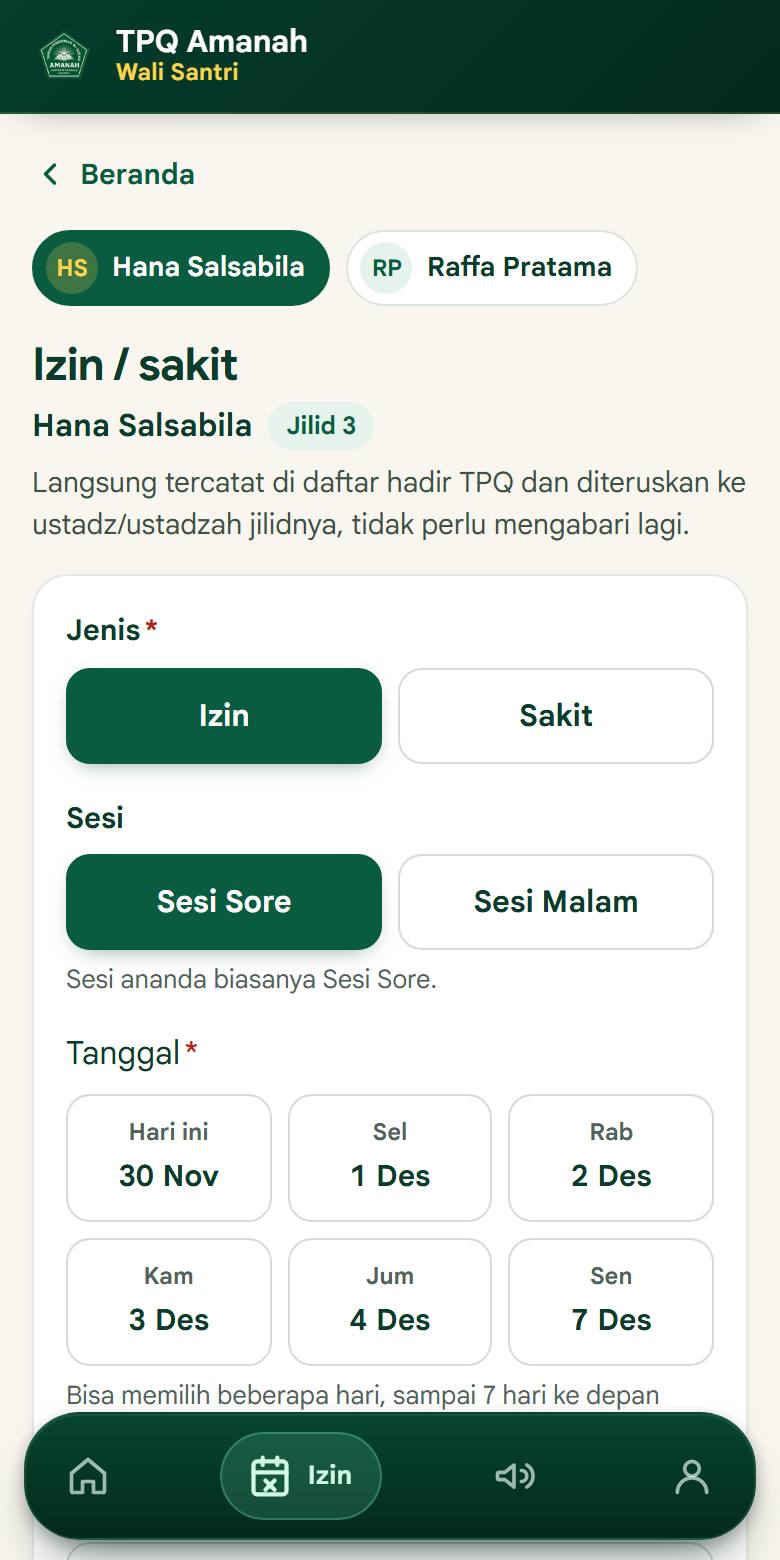 AMANAH
TPQ Amanah
Wali Santri
Beranda
HS Hana Salsabila
RP Raffa Pratama
Izin / sakit
Hana Salsabila Jilid 3
Langsung tercatat di daftar hadir TPQ dan diteruskan ke
ustadz/ustadzah jilidnya, tidak perlu mengabari lagi.
Jenis *
Izin Sakit
Sesi
Sesi Sore Sesi Malam
Sesi ananda biasanya Sesi Sore.
Tanggal *
Hari ini Sel Rab
30 Nov 1 Des 2 Des
Kam Jum Sen
3 Des 4 Des 7 Des
Bisa memilih beberapa hari, sampai 7 hari ke depan
Izin